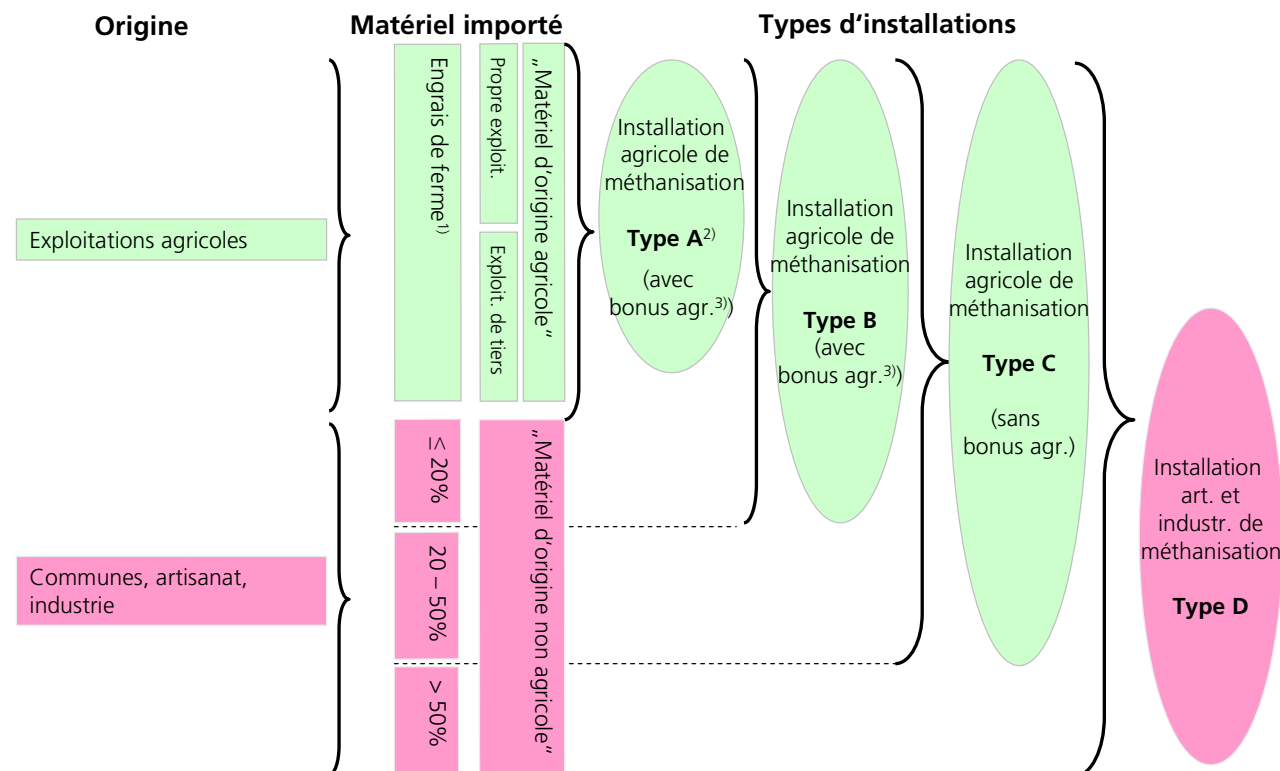 Origine
Matériel importé
Types d‘installations
Exploitations agricoles
Communes, artisanat,
industrie
Engrais de ferme1)
Propre exploit.
Exploit. de tiers
„Matériel d‘origine agricole“
≤ 20%
20 – 50%
> 50%
„Matériel d‘origine non agricole“
Installation
agricole de
méthanisation
Type A2)
(avec
bonus agr.3))
Installation
agricole de
méthanisation
Type B
(avec
bonus agr.3))
Installation
agricole de
méthanisation
Type C
(sans
bonus agr.)
Installation
art. et
industr. de
méthanisation
Type D